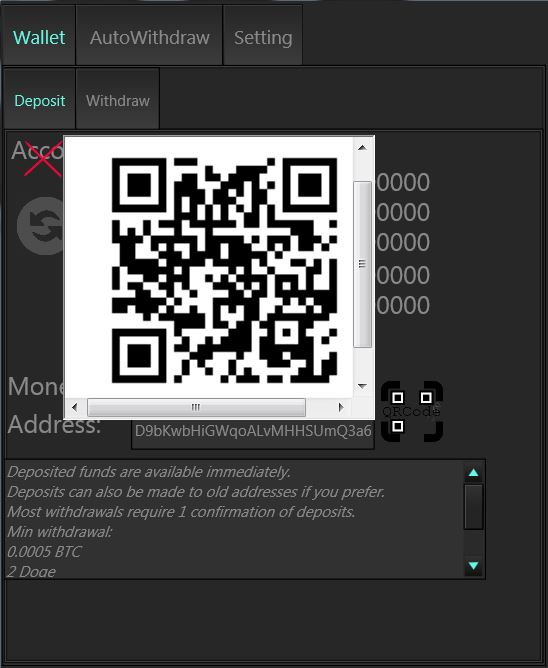 Wallet AutoWithdraw Setting
Deposit Withdraw
0000
0000
0000
0000
0000
Address: D9bKwbHiGWqoALvMHHSUmQ3a6
QRCode
Deposited funds are available immediately.
Deposits can also be made to old addresses if you prefer.
Most withdrawals require 1 confirmation of deposits.
Min withdrawal:
0.0005 BTC
2 Doge